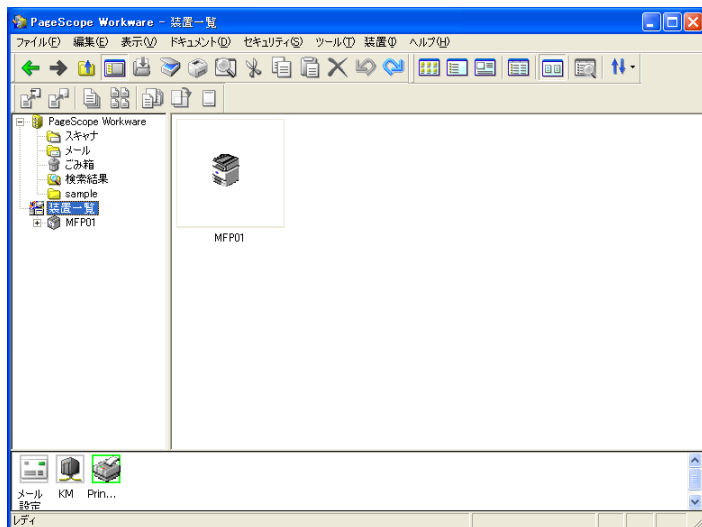 PageScope Workware - 装置一覧
ファイル(F) 編集(E) 表示(V) ドキュメント(D) セキュリティ(S) ツール(T) 装置(I) ヘルプ(H)
PageScope Workware
スキャナ
メール
ごみ箱
検索結果
sample
装置一覧
MFP01
MFP01
メール
設定
KM
Prin...
レディ